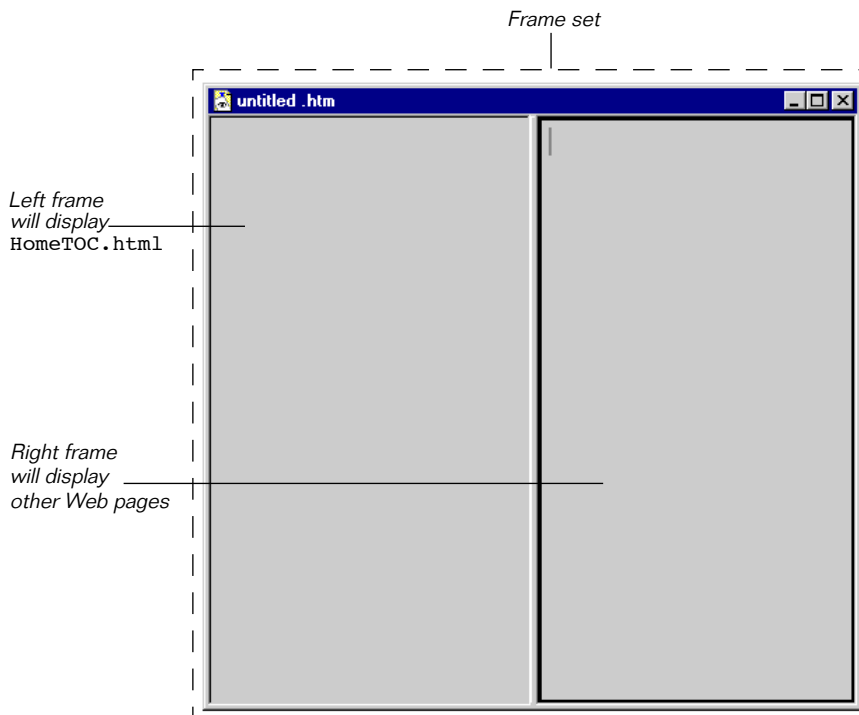 Frame set
untitled .htm
Left frame
will display
HomeTOC.html
Right frame
will display
other Web pages